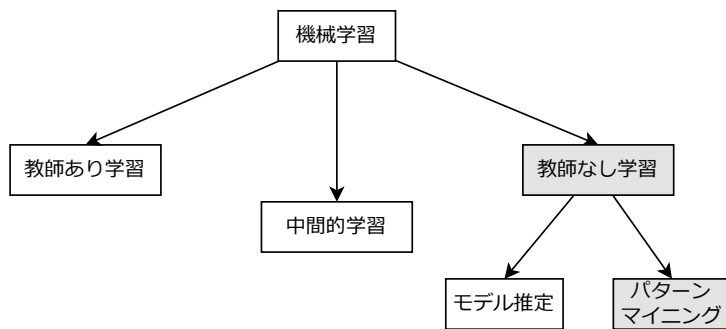 機械学習
教師あり学習
教師なし学習
中間的学習
モデル推定
パターン
マイニング